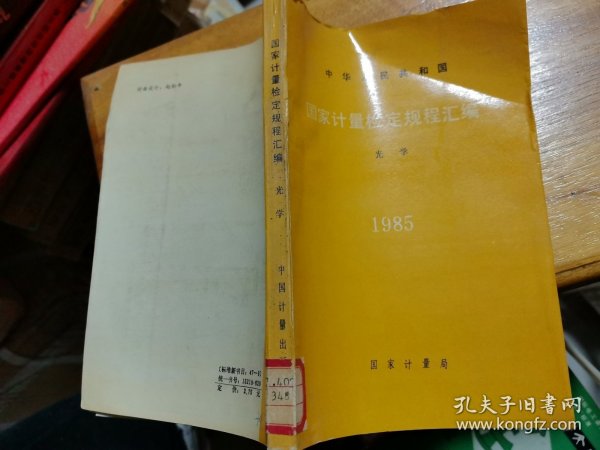 中华人民共和国
国家计量检定规程汇编
光学
1985
国家计量局
国家计量检定规程汇编
光学
中国计量出
340
孔夫子旧书网
www.kongfz.com